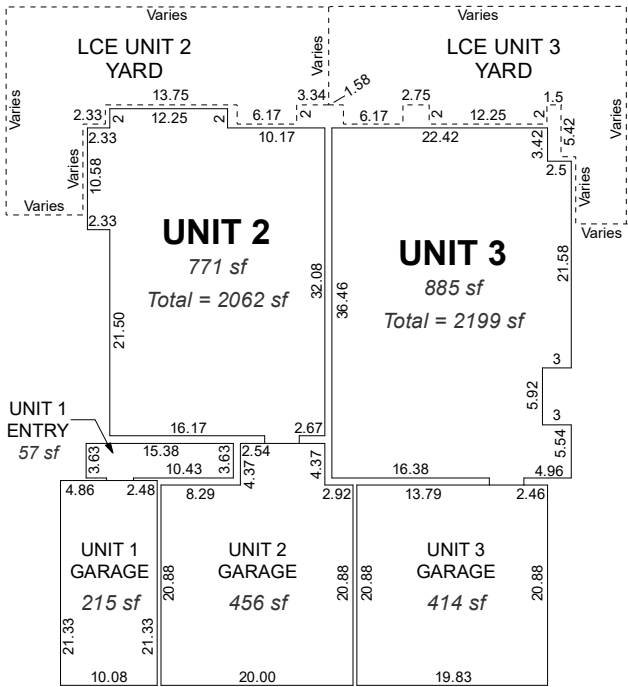 Varies
Varies
LCE UNIT 2
YARD
LCE UNIT 3
YARD
Varies
Varies
Varies
13.75
3.34
1.58
2.75
1.5
2.33
2
12.25
2
6.17
2
6.17
2
12.25
2
5.42
2.33
10.17
22.42
3.42
10.58
Varies
2.5
Varies
Varies
2.33
Varies
UNIT 2
771 sf
Total = 2062 sf
UNIT 3
885 sf
Total = 2199 sf
32.08
36.46
21.58
21.50
3
5.92
3
UNIT 1
ENTRY
57 sf
16.17
2.67
5.54
15.38
2.54
3.63
10.43
3.63
4.37
4.37
16.38
4.96
4.86
2.48
8.29
2.92
13.79
2.46
UNIT 1
GARAGE
215 sf
UNIT 2
GARAGE
456 sf
UNIT 3
GARAGE
414 sf
21.33
21.33
20.88
20.88
20.88
20.88
10.08
20.00
19.83